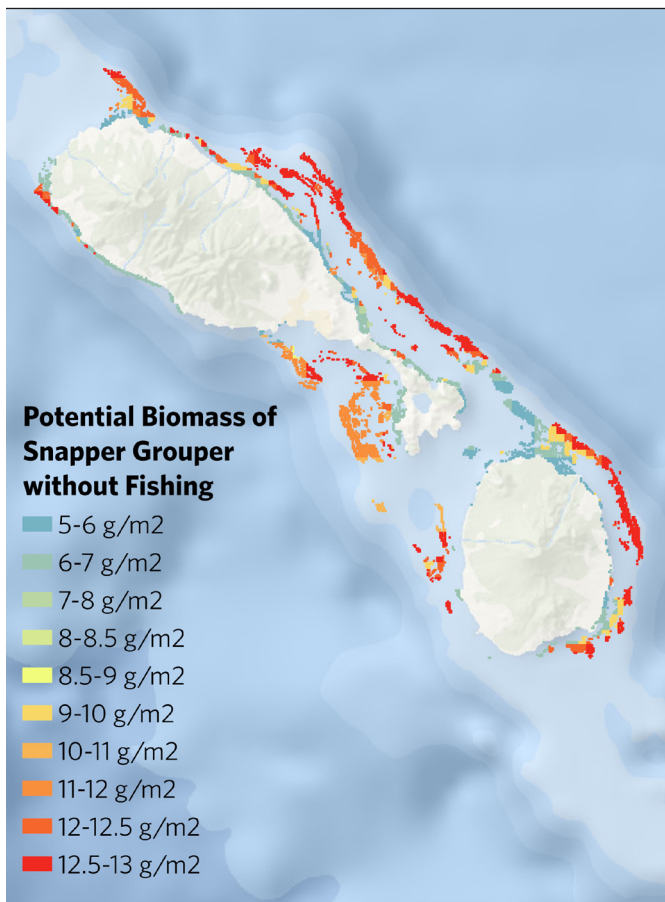 Potential Biomass of
Snapper Grouper
without Fishing
5-6 g/m2
6-7 g/m2
7-8 g/m2
8-8.5 g/m2
8.5-9 g/m2
9-10 g/m2
10-11 g/m2
11-12 g/m2
12-12.5 g/m2
12.5-13 g/m2